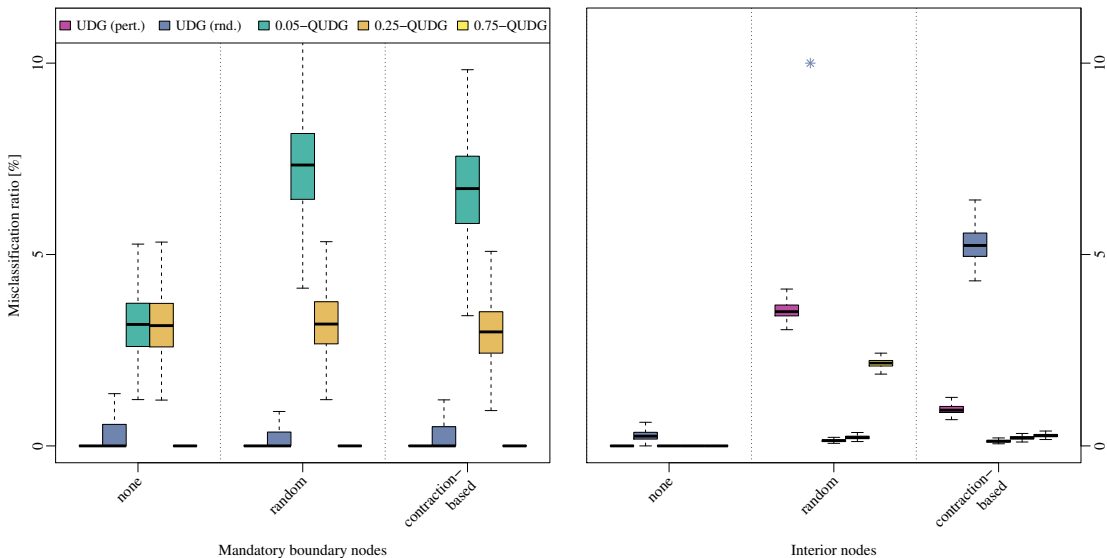 UDG (pert.) UDG (rnd.) 0.05−QUDG 0.25−QUDG 0.75−QUDG
Misclassification ratio [%]
10
5
0
none
random
contraction−
based
Mandatory boundary nodes
*
10
5
0
none
random
contraction−
based
Interior nodes